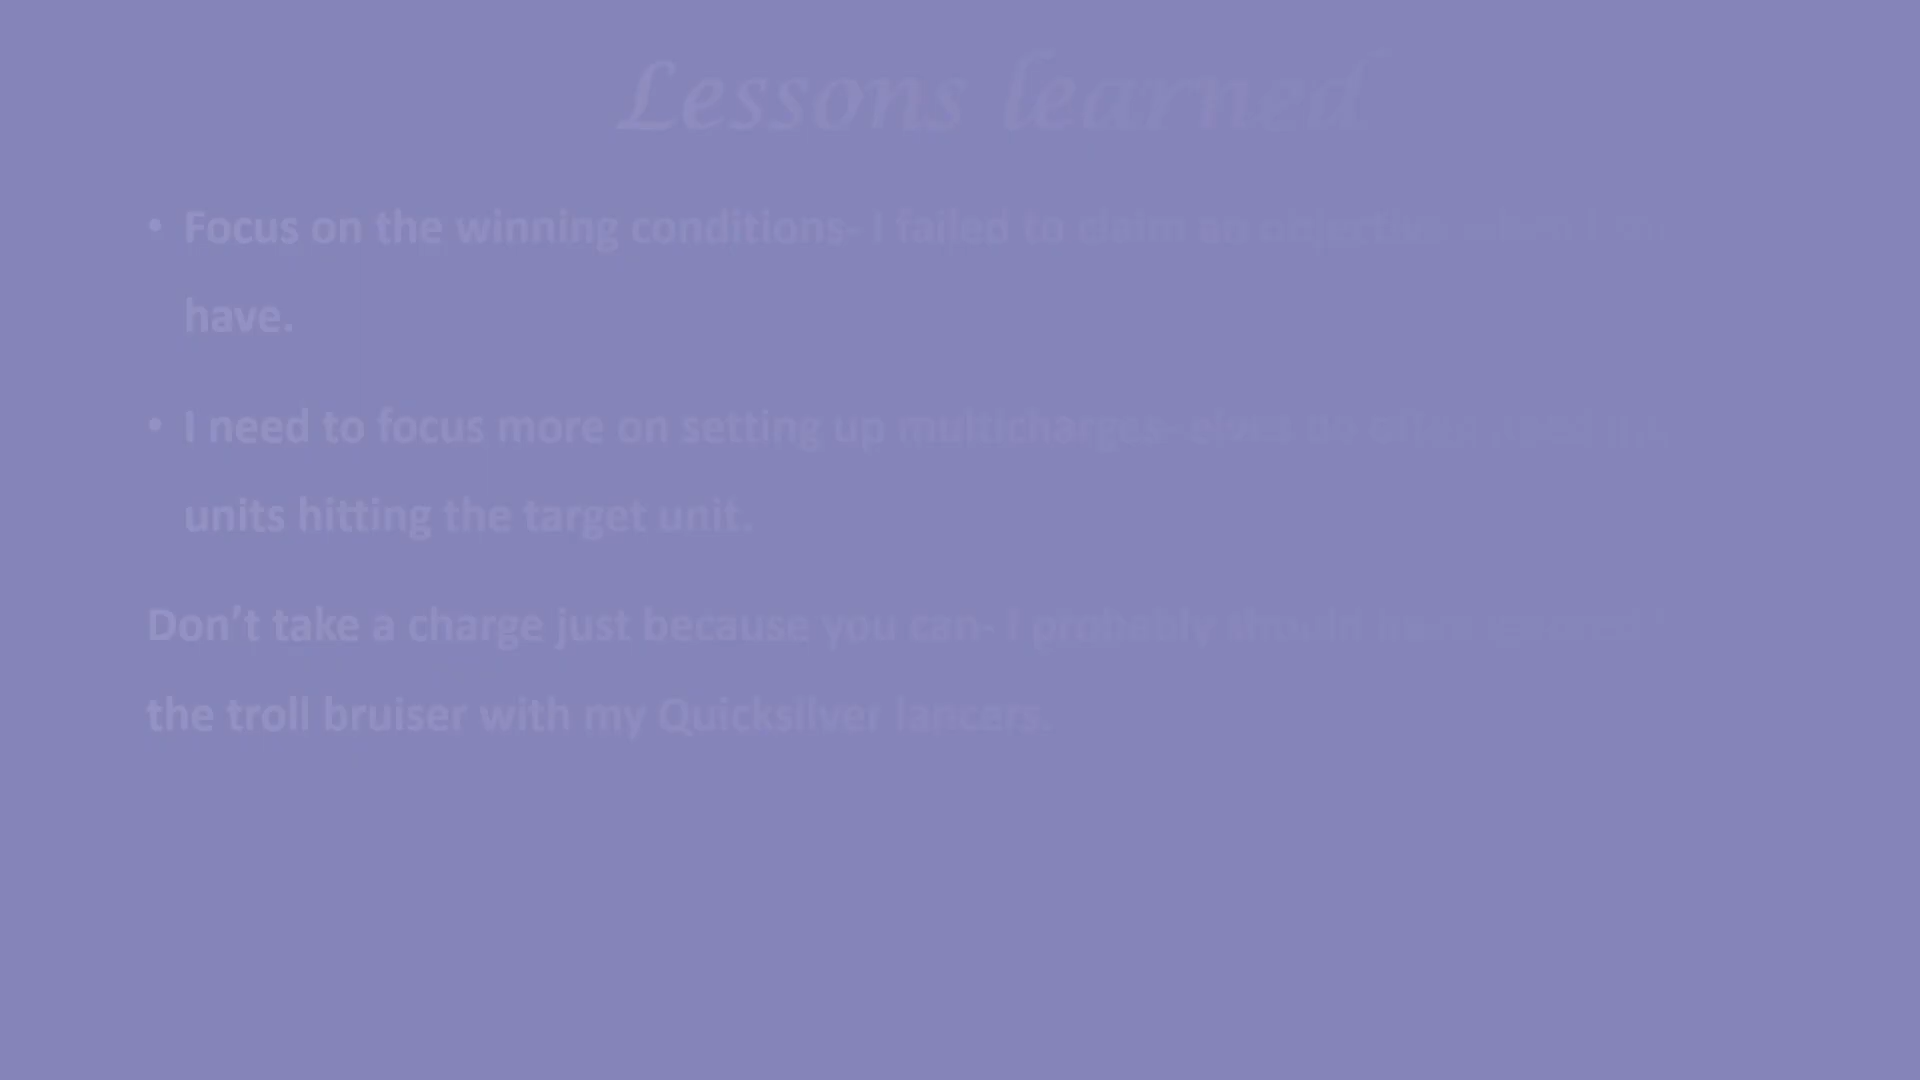 Lessons learned
• Focus on the winning conditions- I failed to claim an objective when I
have.
• I need to focus more on setting up multicharges- elves do often need
units hitting the target unit.
Don’t take a charge just because you can- I probably should have ignored
the troll bruiser with my Quicksilver lancers.